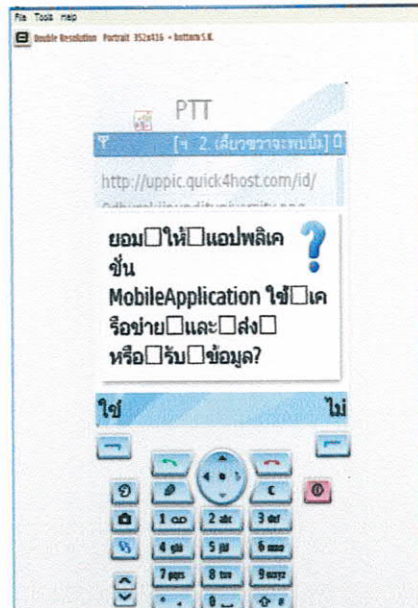 File Tools Help
Double Resolution Portrait 352x416 - bottom S.K.
PTT
2. เลี้ยวขวาจะพบปั๊ม]
http://uppic.quick4host.com/id/
ยอม□ให้□แอปพลิเค
ชั่น
MobileApplication ใช้□เค
รือข่าย□และ□ส่ง□
หรือ□รับ□ข้อมูล?
ใช่ ไม่
1 2 abc 3 def
4 ghi 5 jkl 6 mno
7 pqrs 8 tuv 9 wxyz